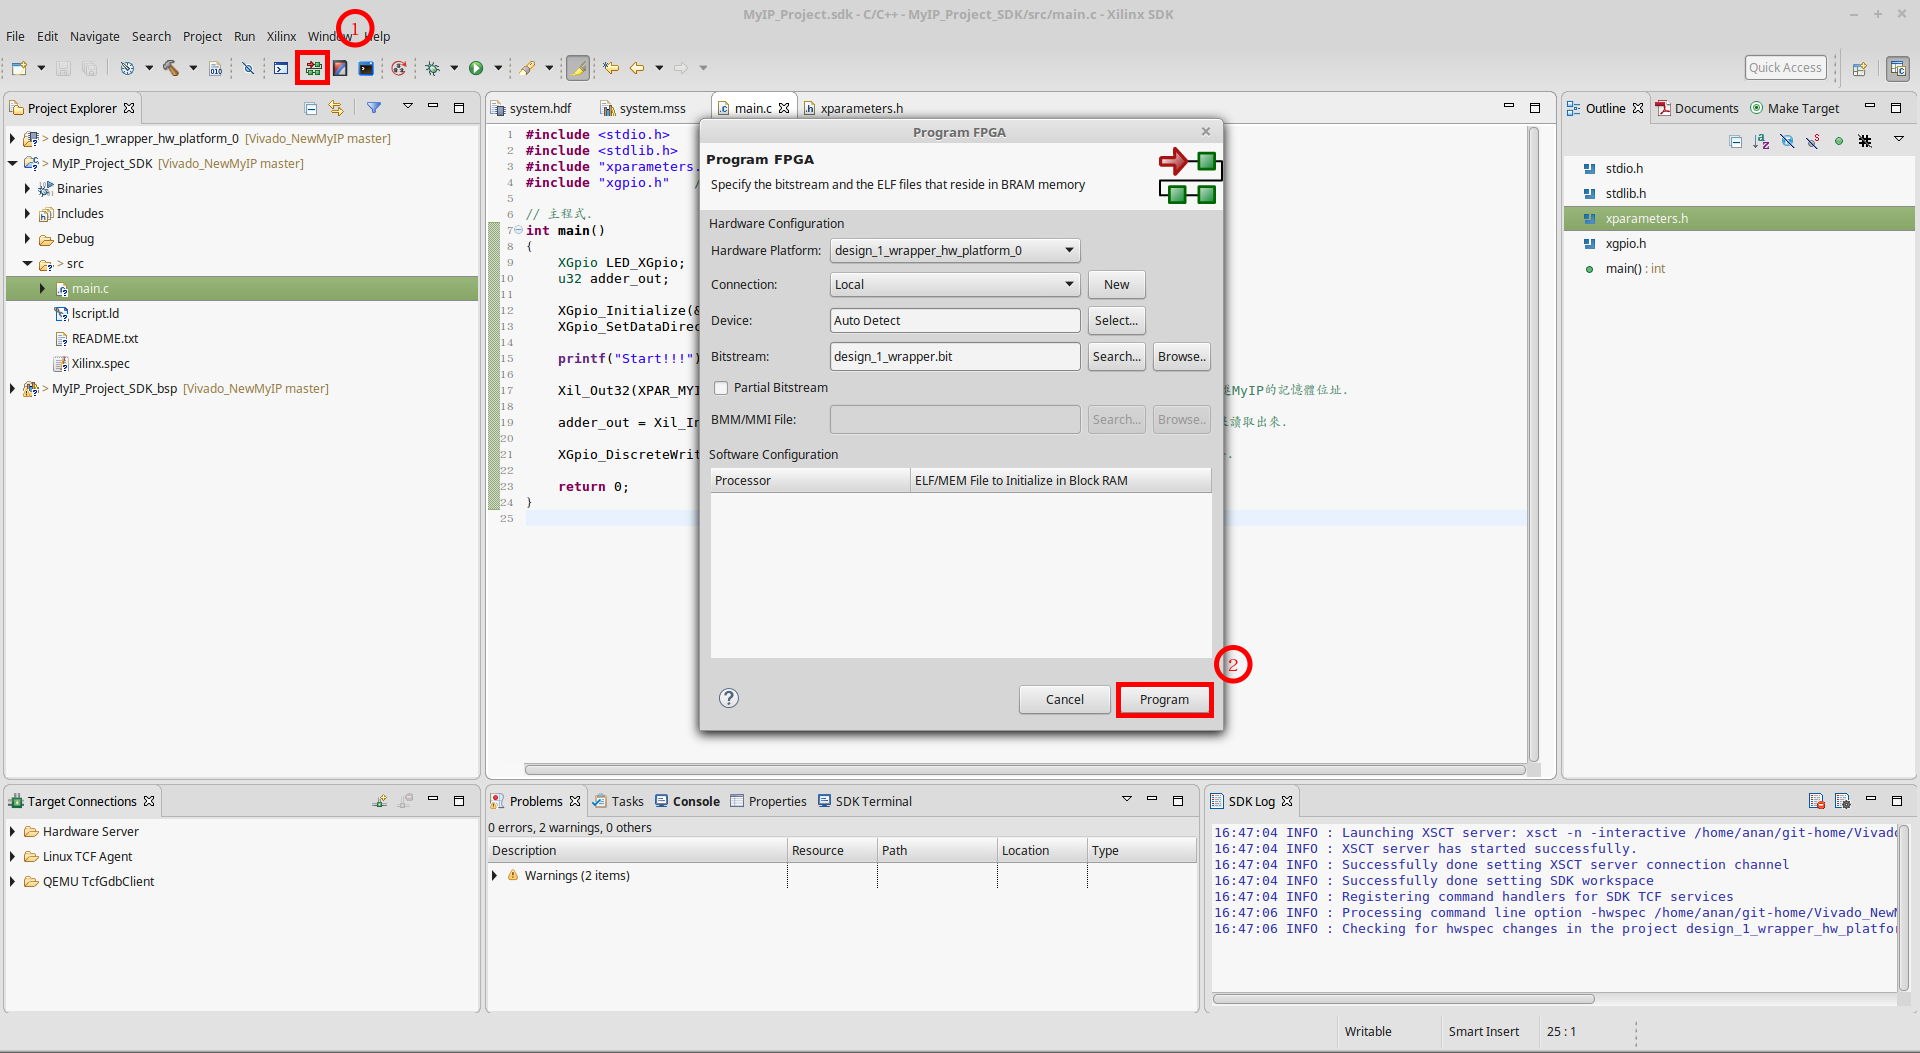 MyIP_Project.sdk - C/C++ - MyIP_Project_SDK/src/main.c - Xilinx SDK
File Edit Navigate Search Project Run Xilinx Window Help
1
Quick Access
Project Explorer
> design_1_wrapper_hw_platform_0 [Vivado_NewMyIP master]
> MyIP_Project_SDK [Vivado_NewMyIP master]
Binaries
Includes
Debug
> src
main.c
lscript.ld
README.txt
Xilinx.spec
> MyIP_Project_SDK_bsp [Vivado_NewMyIP master]
system.hdf system.mss main.c xparameters.h
1 #include <stdio.h>
2 #include <stdlib.h>
3 #include "xparameters.
4 #include "xgpio.h" /
5
6 // 主程式.
7 int main()
8 {
9 XGpio LED_XGpio;
10 u32 adder_out;
11
12 XGpio_Initialize(&
13 XGpio_SetDataDirec
14
15 printf("Start!!!")
16
17 Xil_Out32(XPAR_MYI MyIP的記憶體位址.
18
19 adder_out = Xil_In 讀取出來.
20
21 XGpio_DiscreteWrit
22
23 return 0;
24 }
25
Program FPGA
Program FPGA
Specify the bitstream and the ELF files that reside in BRAM memory
Hardware Configuration
Hardware Platform: design_1_wrapper_hw_platform_0
Connection: Local New
Device: Auto Detect Select...
Bitstream: design_1_wrapper.bit Search... Browse..
Partial Bitstream
BMM/MMI File: Search... Browse..
Software Configuration
Processor ELF/MEM File to Initialize in Block RAM
2
Cancel Program
Outline Documents Make Target
stdio.h
stdlib.h
xparameters.h
xgpio.h
main() : int
Target Connections
Hardware Server
Linux TCF Agent
QEMU TcfGdbClient
Problems Tasks Console Properties SDK Terminal
0 errors, 2 warnings, 0 others
Description Resource Path Location Type
Warnings (2 items)
SDK Log
16:47:04 INFO : Launching XSCT server: xsct -n -interactive /home/anan/git-home/Vivad
16:47:04 INFO : XSCT server has started successfully.
16:47:04 INFO : Successfully done setting XSCT server connection channel
16:47:04 INFO : Successfully done setting SDK workspace
16:47:04 INFO : Registering command handlers for SDK TCF services
16:47:06 INFO : Processing command line option -hwspec /home/anan/git-home/Vivado_New
16:47:06 INFO : Checking for hwspec changes in the project design_1_wrapper_hw_platfo
Writable Smart Insert 25 : 1